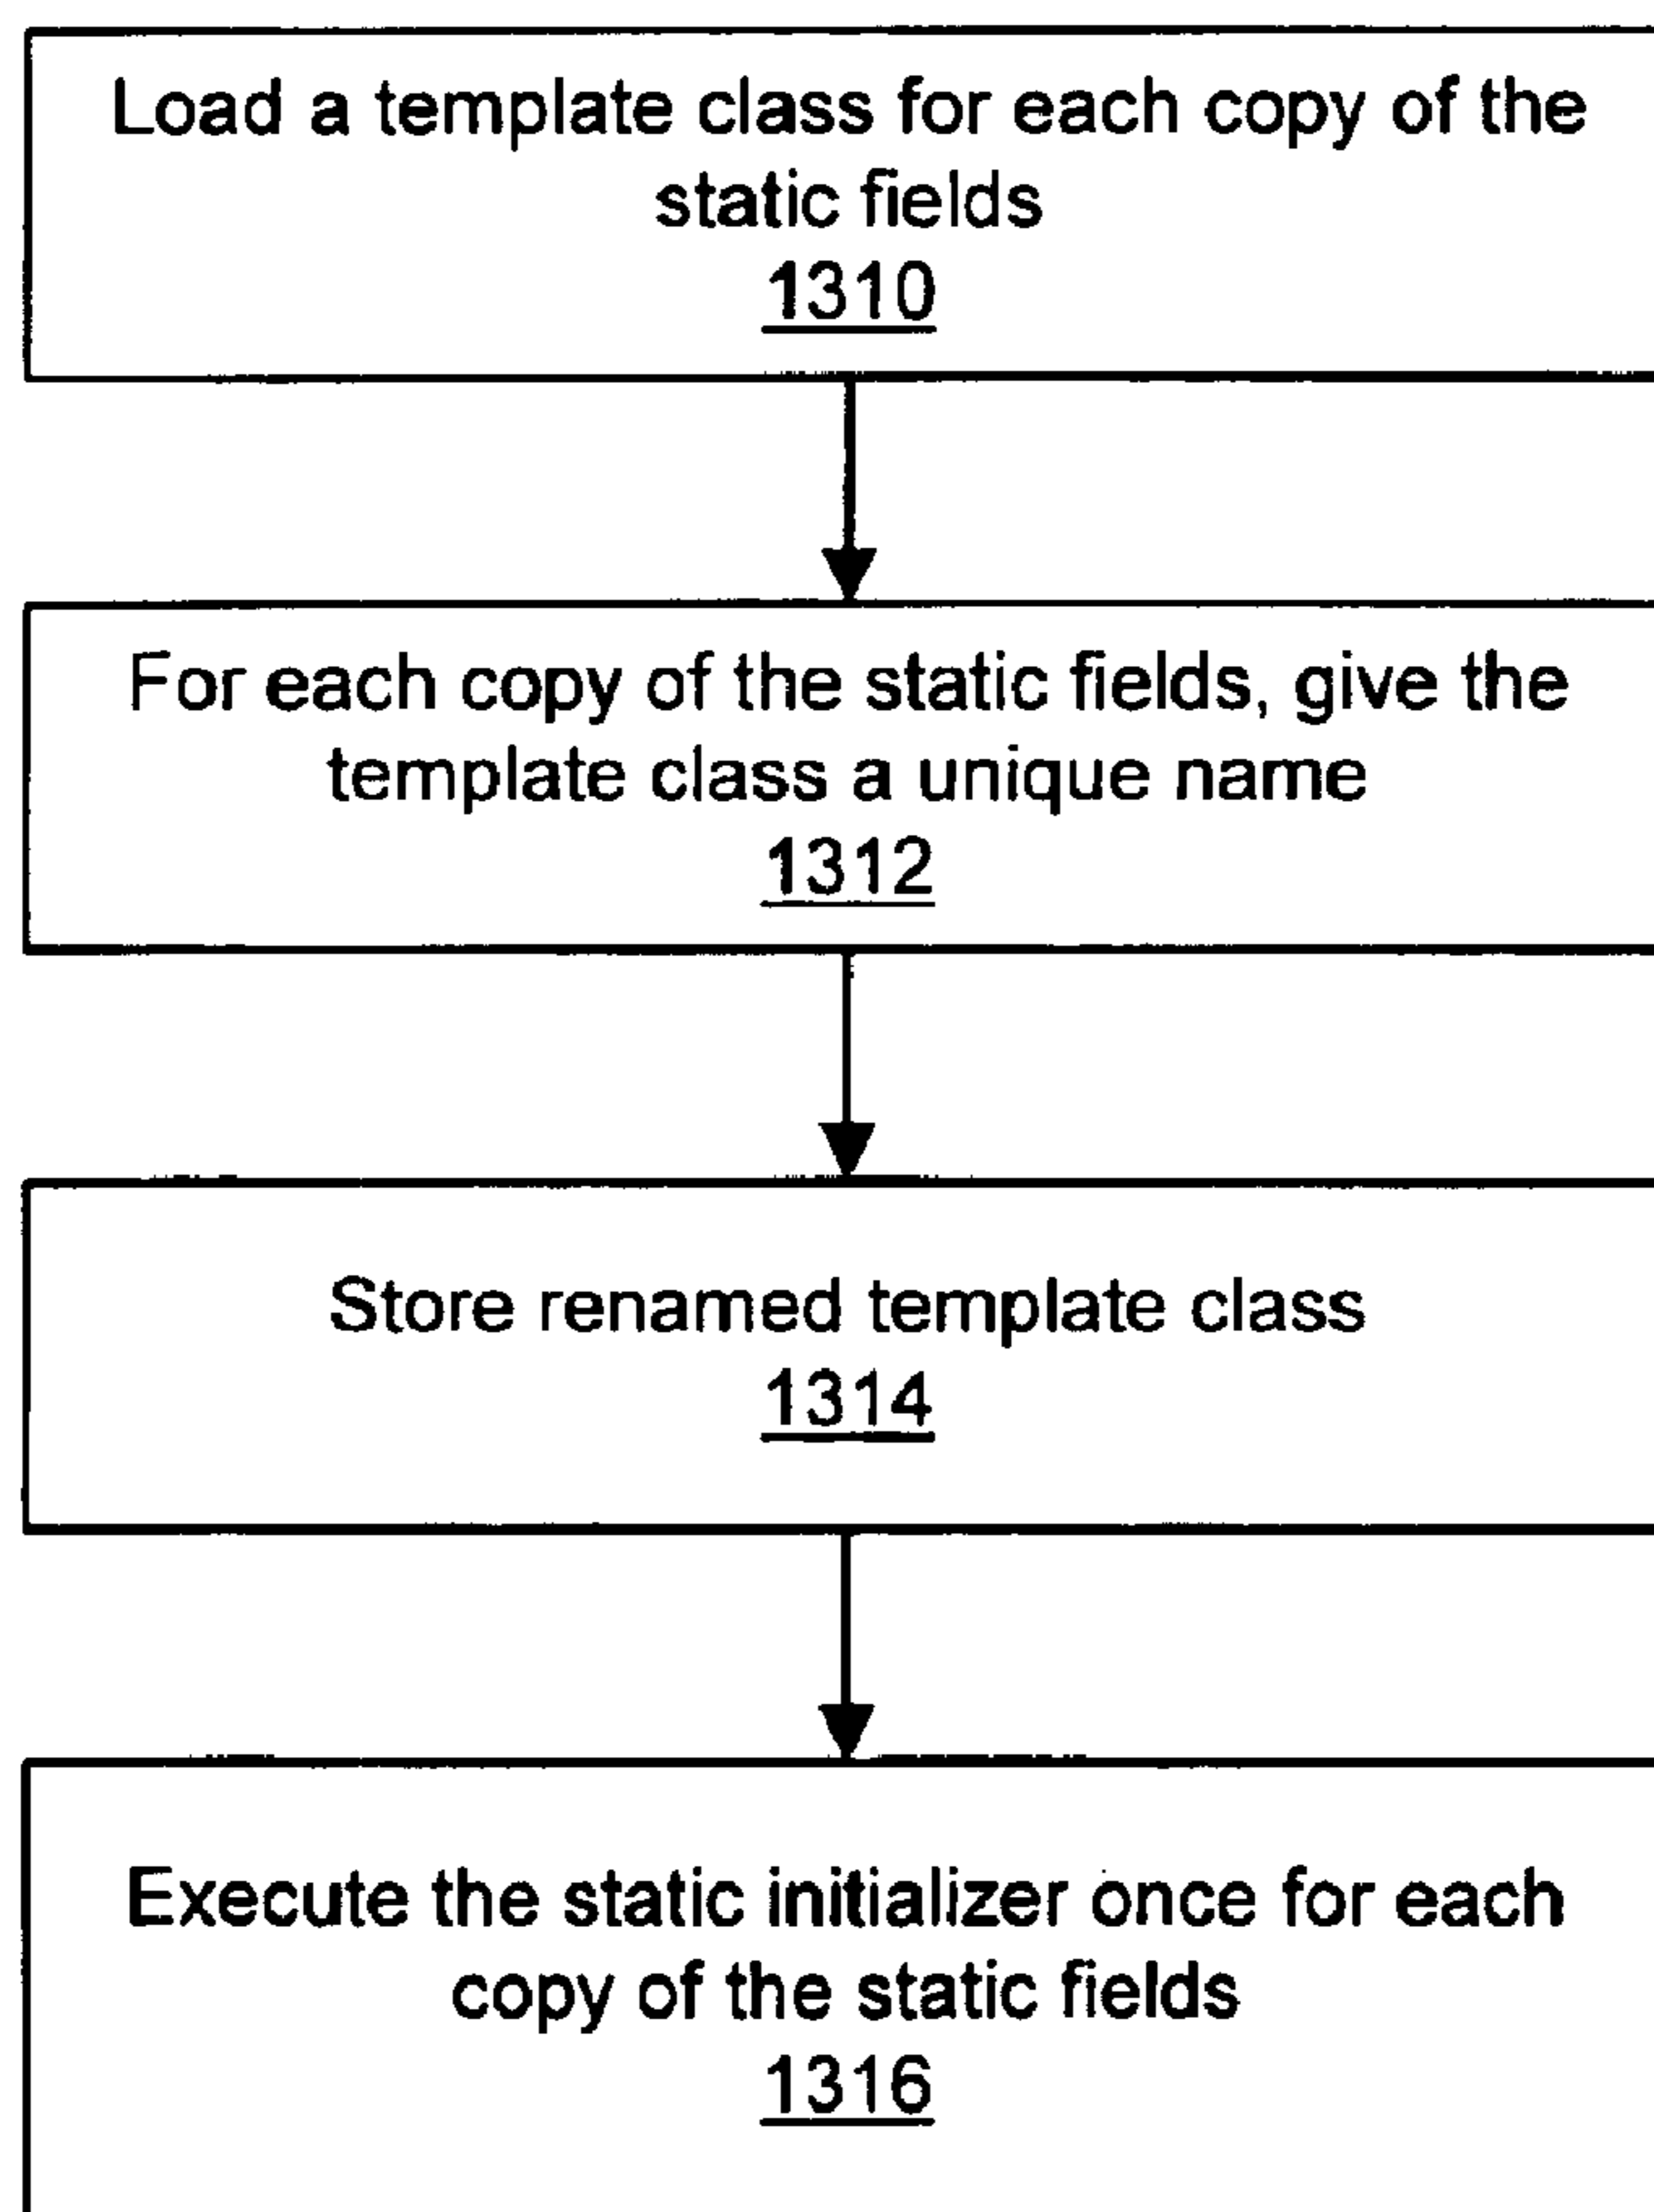 Load a template class for each copy of the
static fields
1310
For each copy of the static fields, give the
template class a unique name
1312
Store renamed template class
1314
Execute the static initializer once for each
copy of the static fields
1316